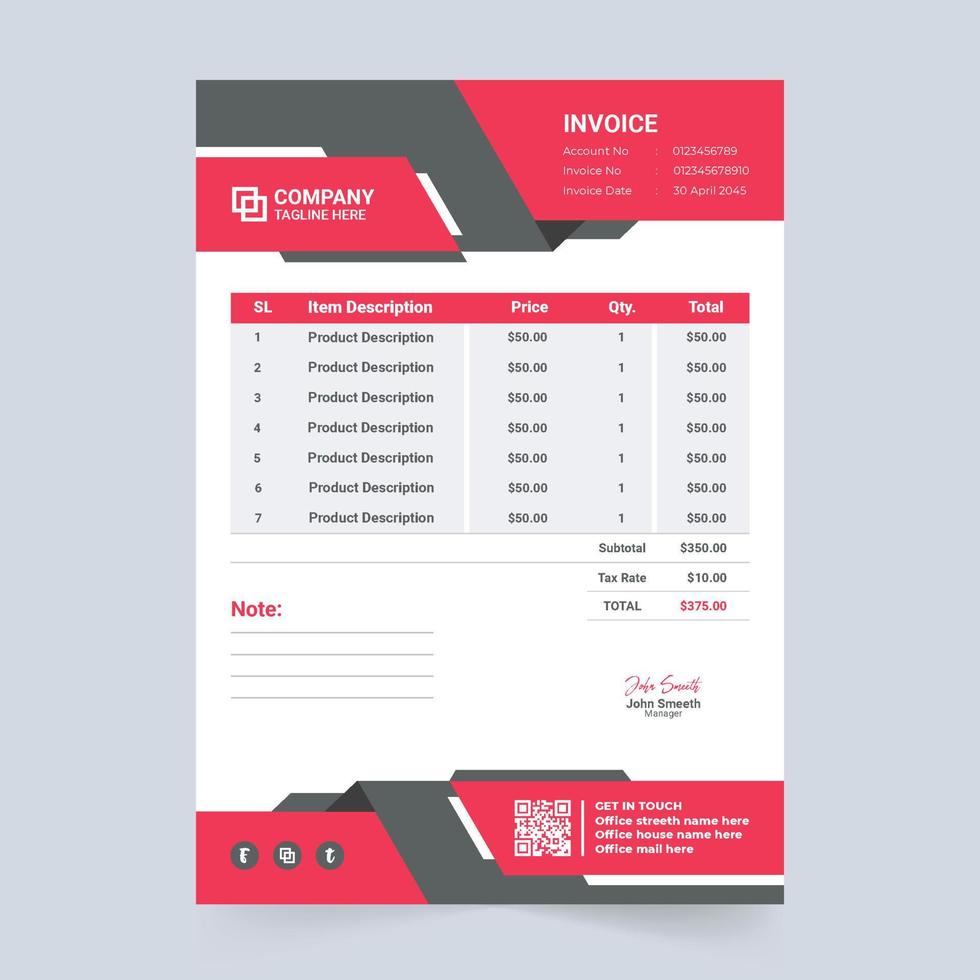 INVOICE
Account No : 0123456789
Invoice No : 012345678910
Invoice Date : 30 April 2045
COMPANY
TAGLINE HERE
SL Item Description Price Qty. Total
1 Product Description $50.00 1 $50.00
2 Product Description $50.00 1 $50.00
3 Product Description $50.00 1 $50.00
4 Product Description $50.00 1 $50.00
5 Product Description $50.00 1 $50.00
6 Product Description $50.00 1 $50.00
7 Product Description $50.00 1 $50.00
Subtotal $350.00
Tax Rate $10.00
TOTAL $375.00
Note:
John Smeeth
John Smeeth
Manager
GET IN TOUCH
Office streeth name here
Office house name here
Office mail here
f t